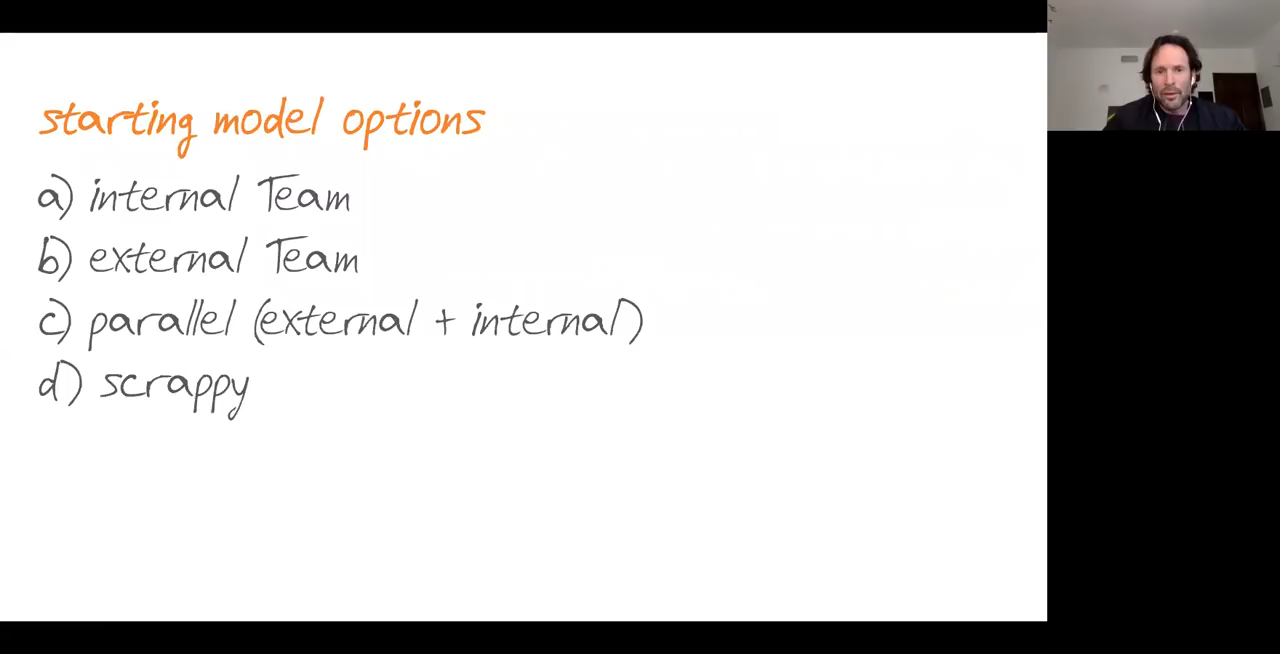 starting model options
a) internal Team
b) external Team
c) parallel (external + internal)
d) scrappy